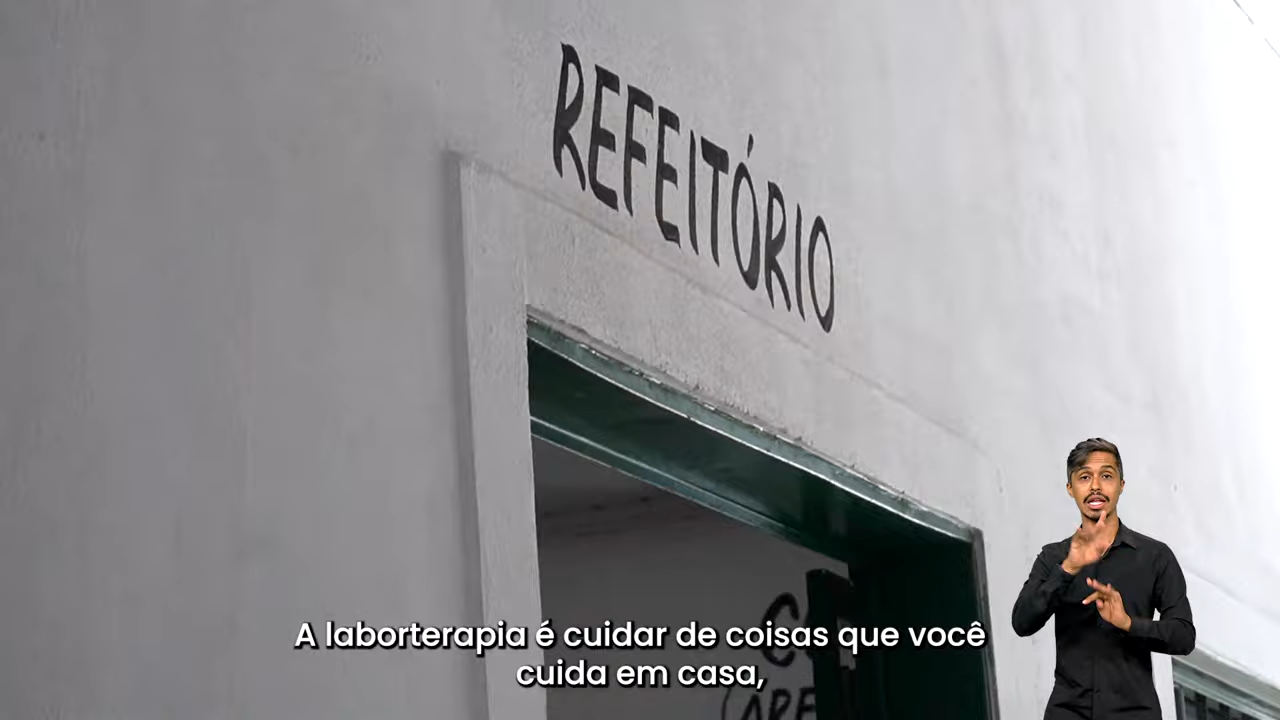 REFEITÓRIO
A laborterapia é cuidar de coisas que você
cuida em casa,